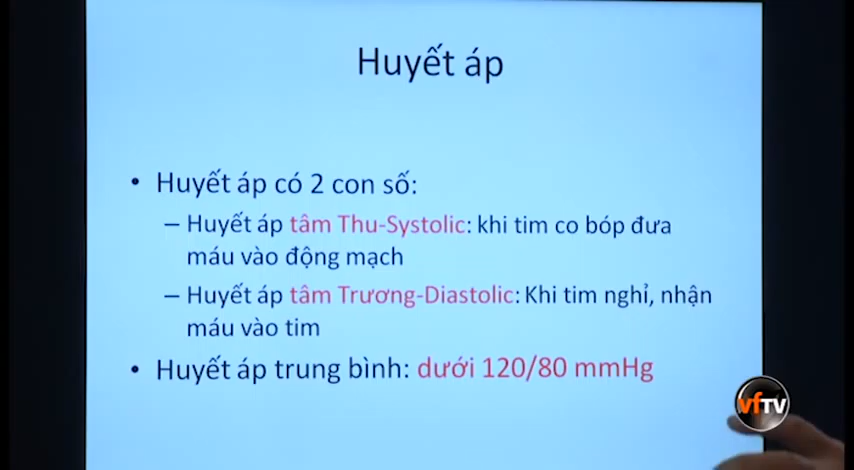 Huyết áp
• Huyết áp có 2 con số:
– Huyết áp tâm Thu-Systolic: khi tim co bóp đưa
máu vào động mạch
– Huyết áp tâm Trương-Diastolic: Khi tim nghỉ, nhận
máu vào tim
• Huyết áp trung bình: dưới 120/80 mmHg
vfTV